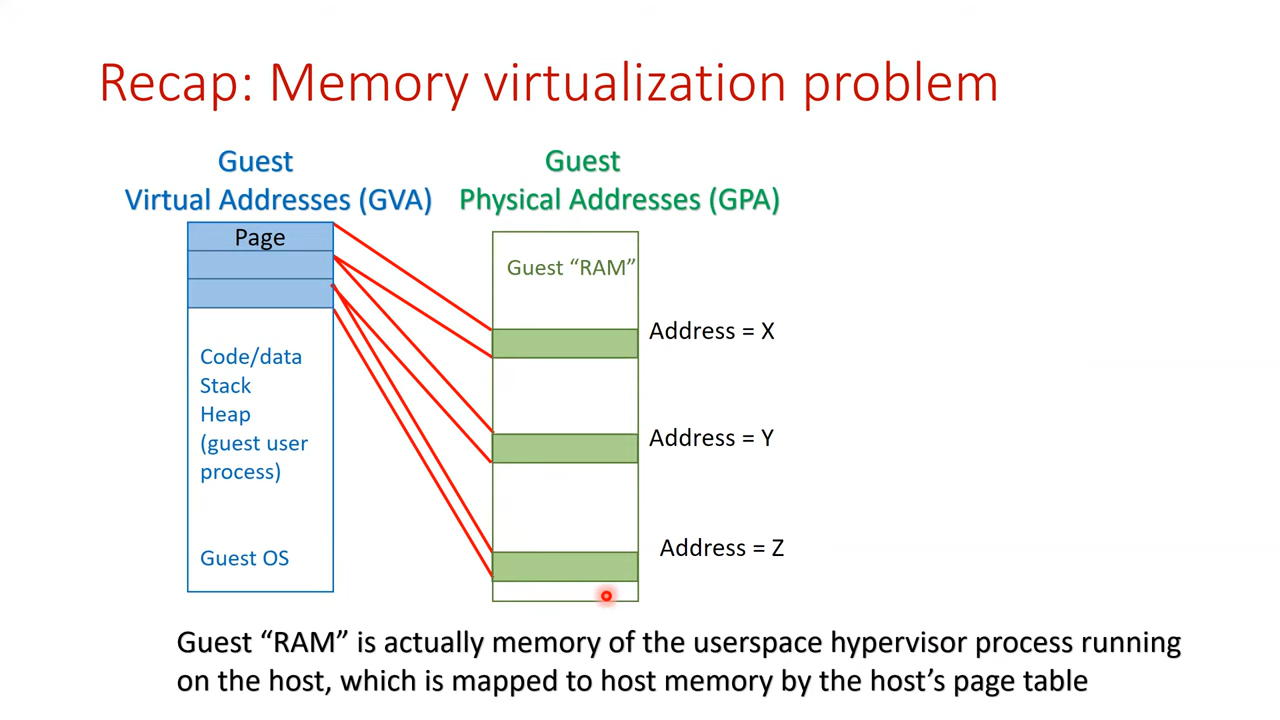 Recap: Memory virtualization problem
Guest
Virtual Addresses (GVA)
Guest
Physical Addresses (GPA)
Page
Guest “RAM”
Address = X
Code/data
Stack
Heap
(guest user
process)
Address = Y
Guest OS
Address = Z
Guest “RAM” is actually memory of the userspace hypervisor process running
on the host, which is mapped to host memory by the host’s page table